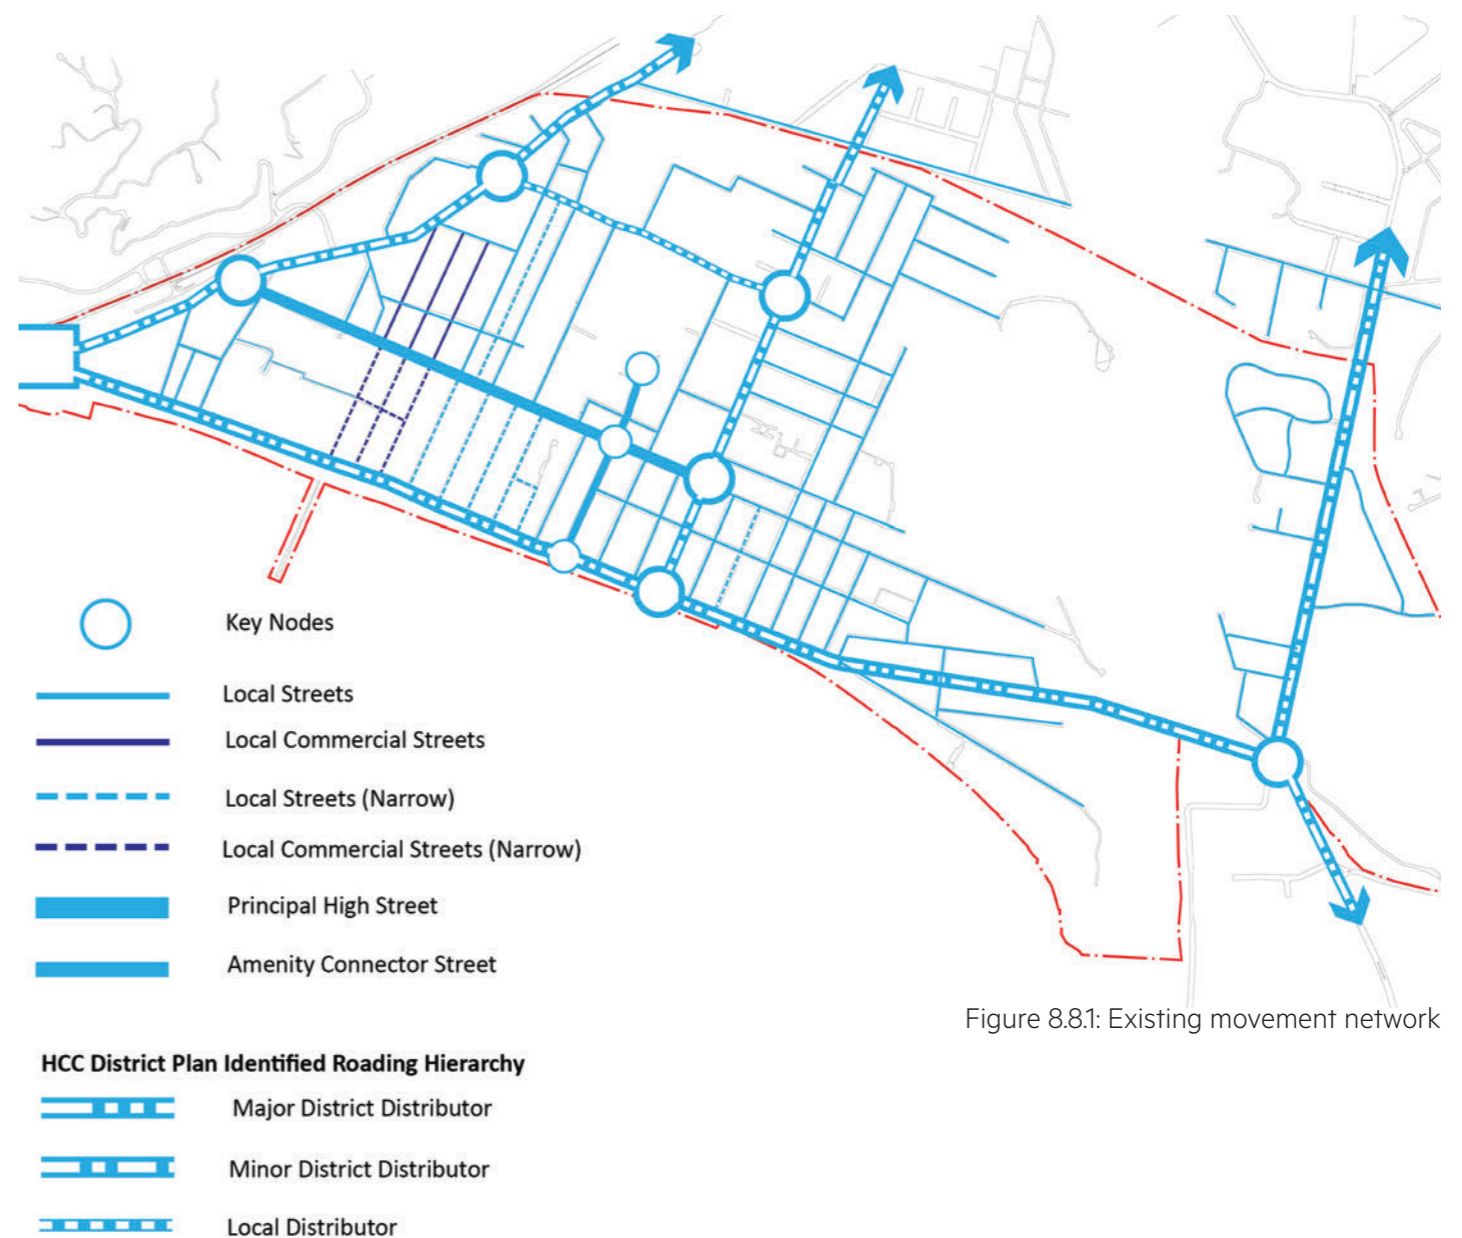 Key Nodes
Local Streets
Local Commercial Streets
Local Streets (Narrow)
Local Commercial Streets (Narrow)
Principal High Street
Amenity Connector Street
Figure 8.8.1: Existing movement network
HCC District Plan Identified Roading Hierarchy
Major District Distributor
Minor District Distributor
Local Distributor